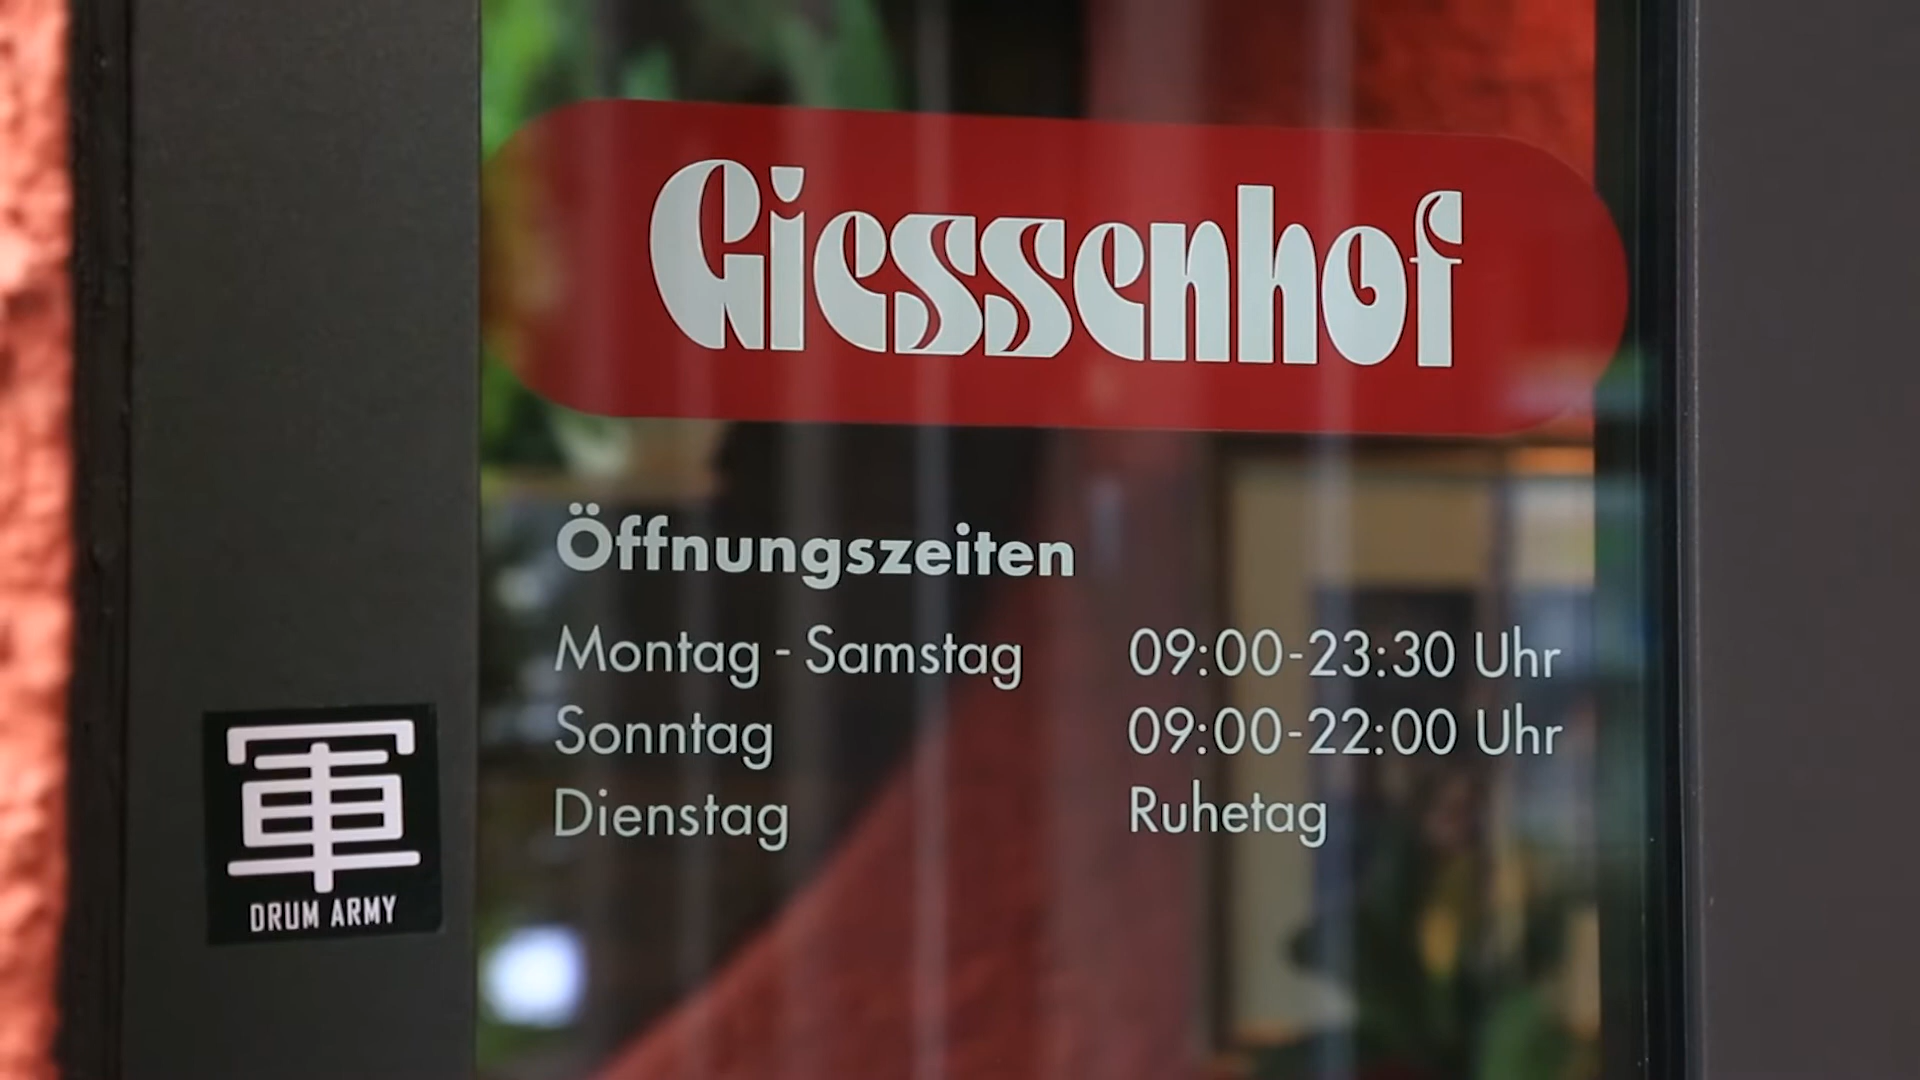 Giessenhof
Öffnungszeiten
Montag - Samstag 09:00-23:30 Uhr
Sonntag 09:00-22:00 Uhr
Dienstag Ruhetag
軍
DRUM ARMY